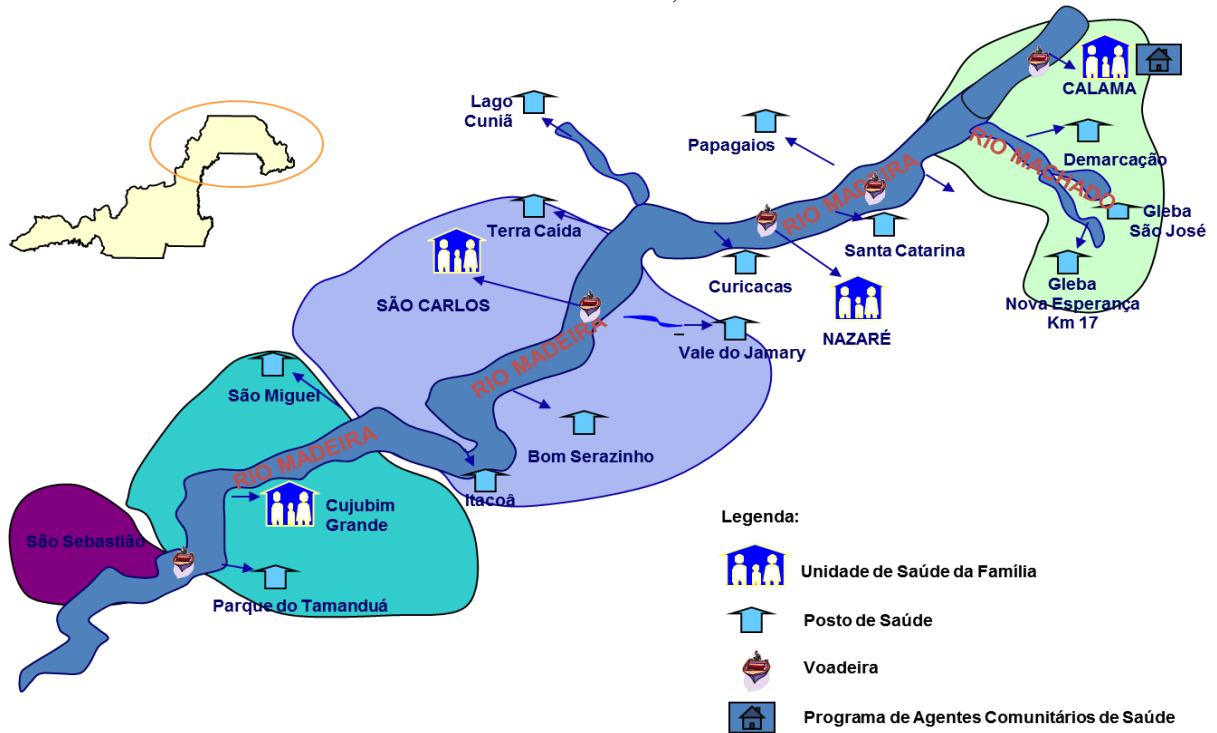 CALAMA
Lago
Cuniã
Papagaios
Demarcação
RIO MACHADO
RIO MADEIRA
Gleba
São José
Terra Caída
Santa Catarina
SÃO CARLOS
Curicacas
Gleba
Nova Esperança
Km 17
NAZARÉ
Vale do Jamary
RIO MADEIRA
São Miguel
Bom Serazinho
RIO MADEIRA
Itacoâ
Cujubim
Grande
São Sebastião
Parque do Tamanduá
Legenda:
Unidade de Saúde da Família
Posto de Saúde
Voadeira
Programa de Agentes Comunitários de Saúde